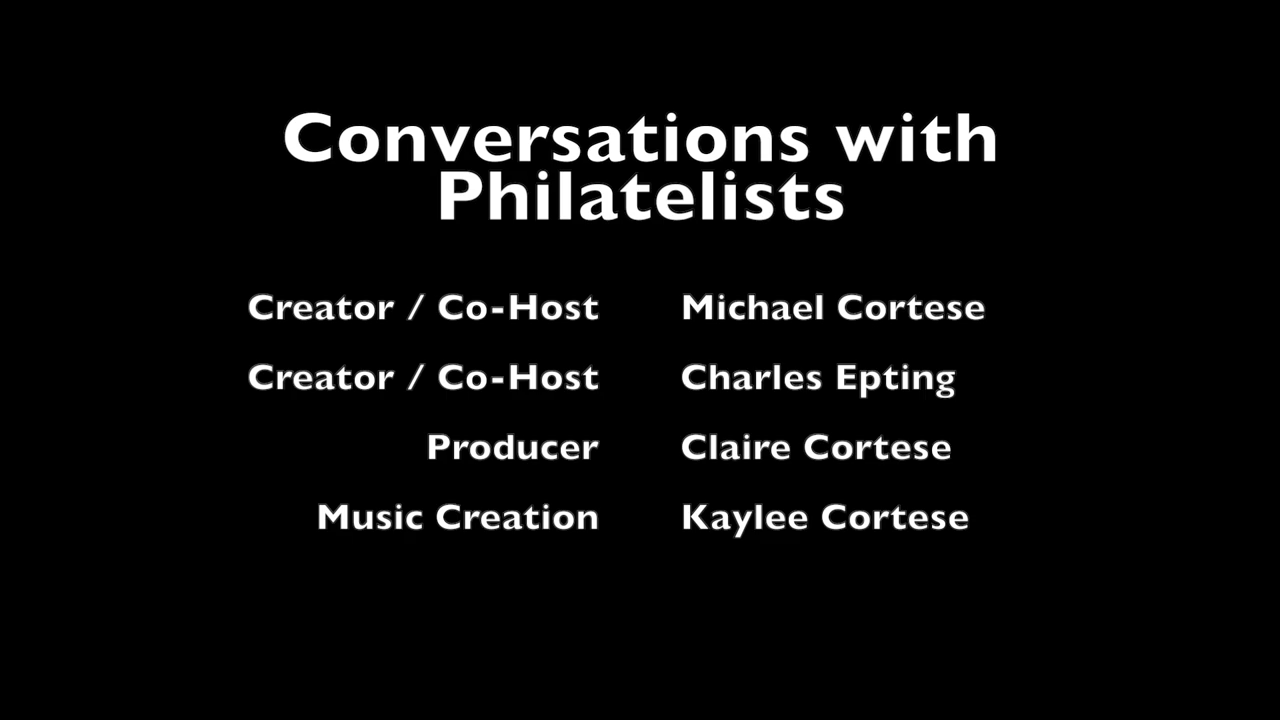 Conversations with
Philatelists
Creator / Co-Host Michael Cortese
Creator / Co-Host Charles Epting
Producer Claire Cortese
Music Creation Kaylee Cortese